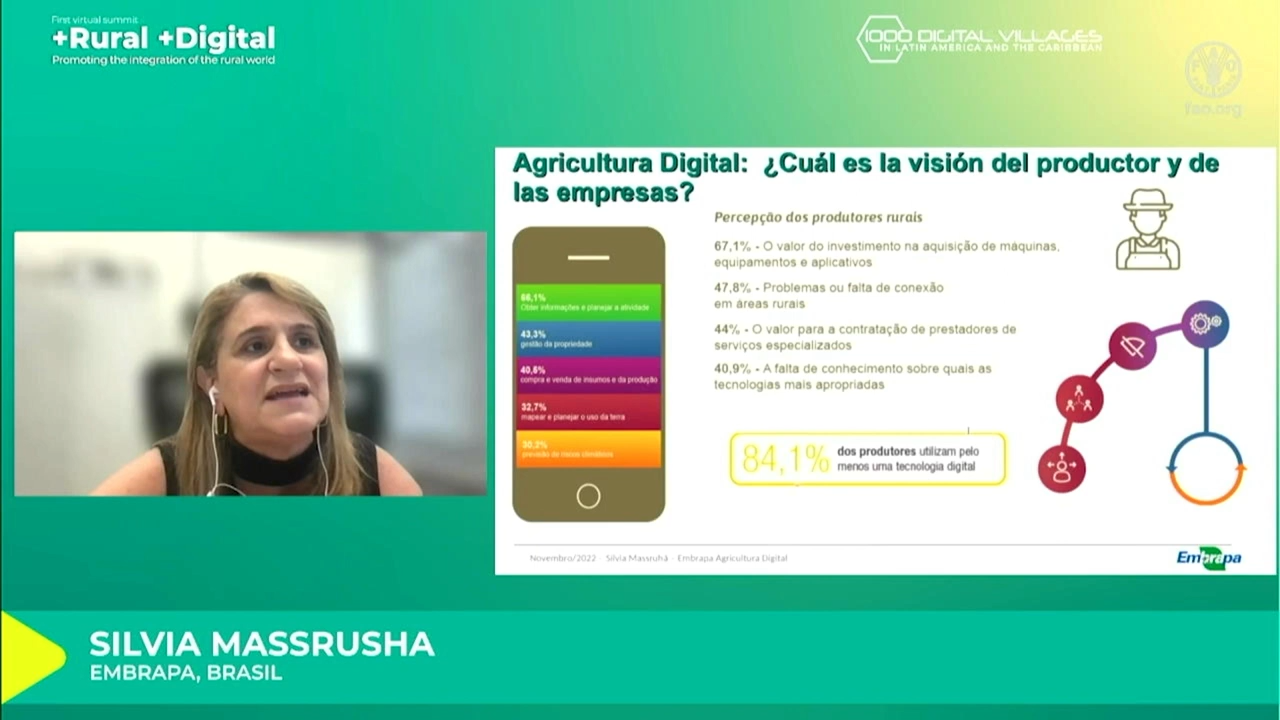 First virtual summit
+Rural +Digital
Promoting the integration of the rural world
1000 DIGITAL VILLAGES
IN LATIN AMERICA AND THE CARIBBEAN
fao.org
Agricultura Digital: ¿Cuál es la visión del productor y de
las empresas?
Percepção dos produtores rurais
67,1% - O valor do investimento na aquisição de máquinas,
equipamentos e aplicativos
47,8% - Problemas ou falta de conexão
em áreas rurais
44% - O valor para a contratação de prestadores de
serviços especializados
40,9% - A falta de conhecimento sobre quais as
tecnologias mais apropriadas
66,1%
Obter informações e planejar a atividade
43,3%
gestão da propriedade
40,5%
compra e venda de insumos e da produção
32,7%
mapear e planejar o uso da terra
30,2%
previsão de riscos climáticos
84,1% dos produtores utilizam pelo
menos uma tecnologia digital
Novembro/2022 Silvia Massruhá - Embrapa Agricultura Digital
Embrapa
SILVIA MASSRUSHA
EMBRAPA, BRASIL